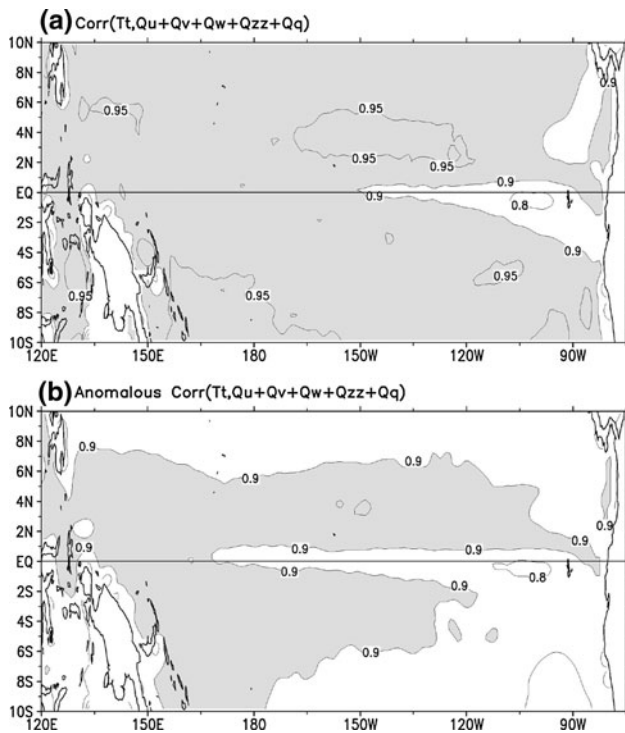 (a) Corr(Tt,Qu+Qv+Qw+Qzz+Qq)
10N
8N
6N
4N
2N
EQ
2S
4S
6S
8S
10S
0.95
0.95
0.95
0.95
0.9
0.9
0.9
0.8
0.9
0.95
0.95
0.95
120E 150E 180 150W 120W 90W
(b) Anomalous Corr(Tt,Qu+Qv+Qw+Qzz+Qq)
10N
8N
6N
4N
2N
EQ
2S
4S
6S
8S
10S
0.9
0.9
0.9
0.9
0.9
0.9
0.9
0.9
0.9
0.9
0.8
0.9
120E 150E 180 150W 120W 90W